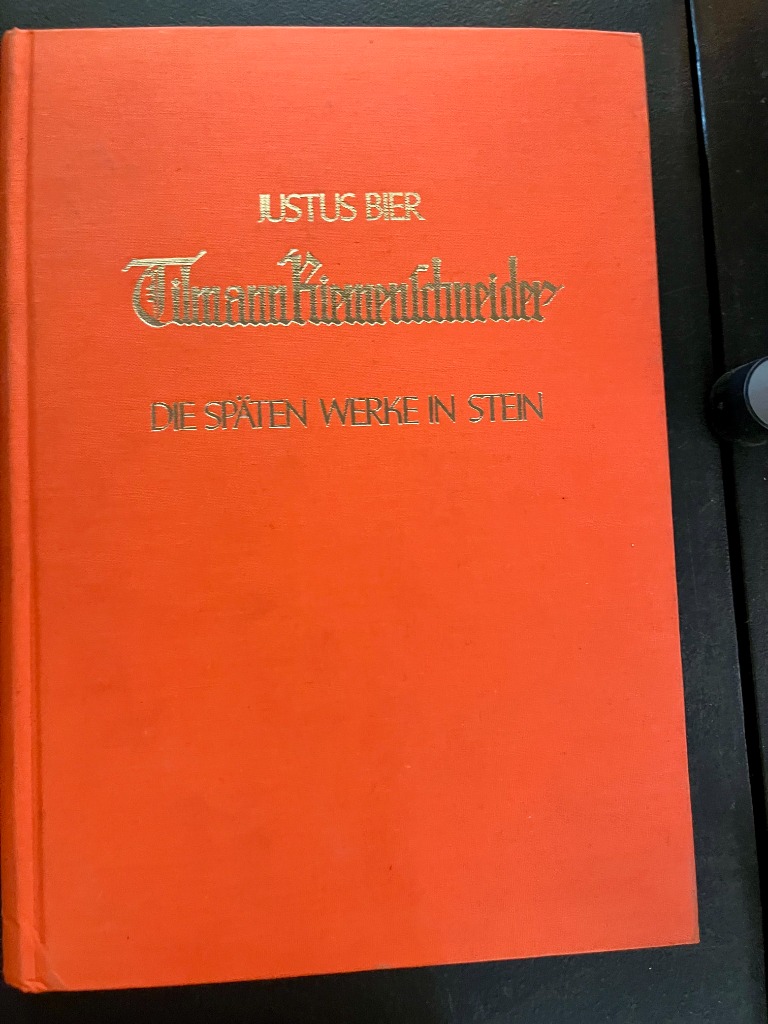 JUSTUS BIER
Tilmann Riemenschneider
DIE SPÄTEN WERKE IN STEIN